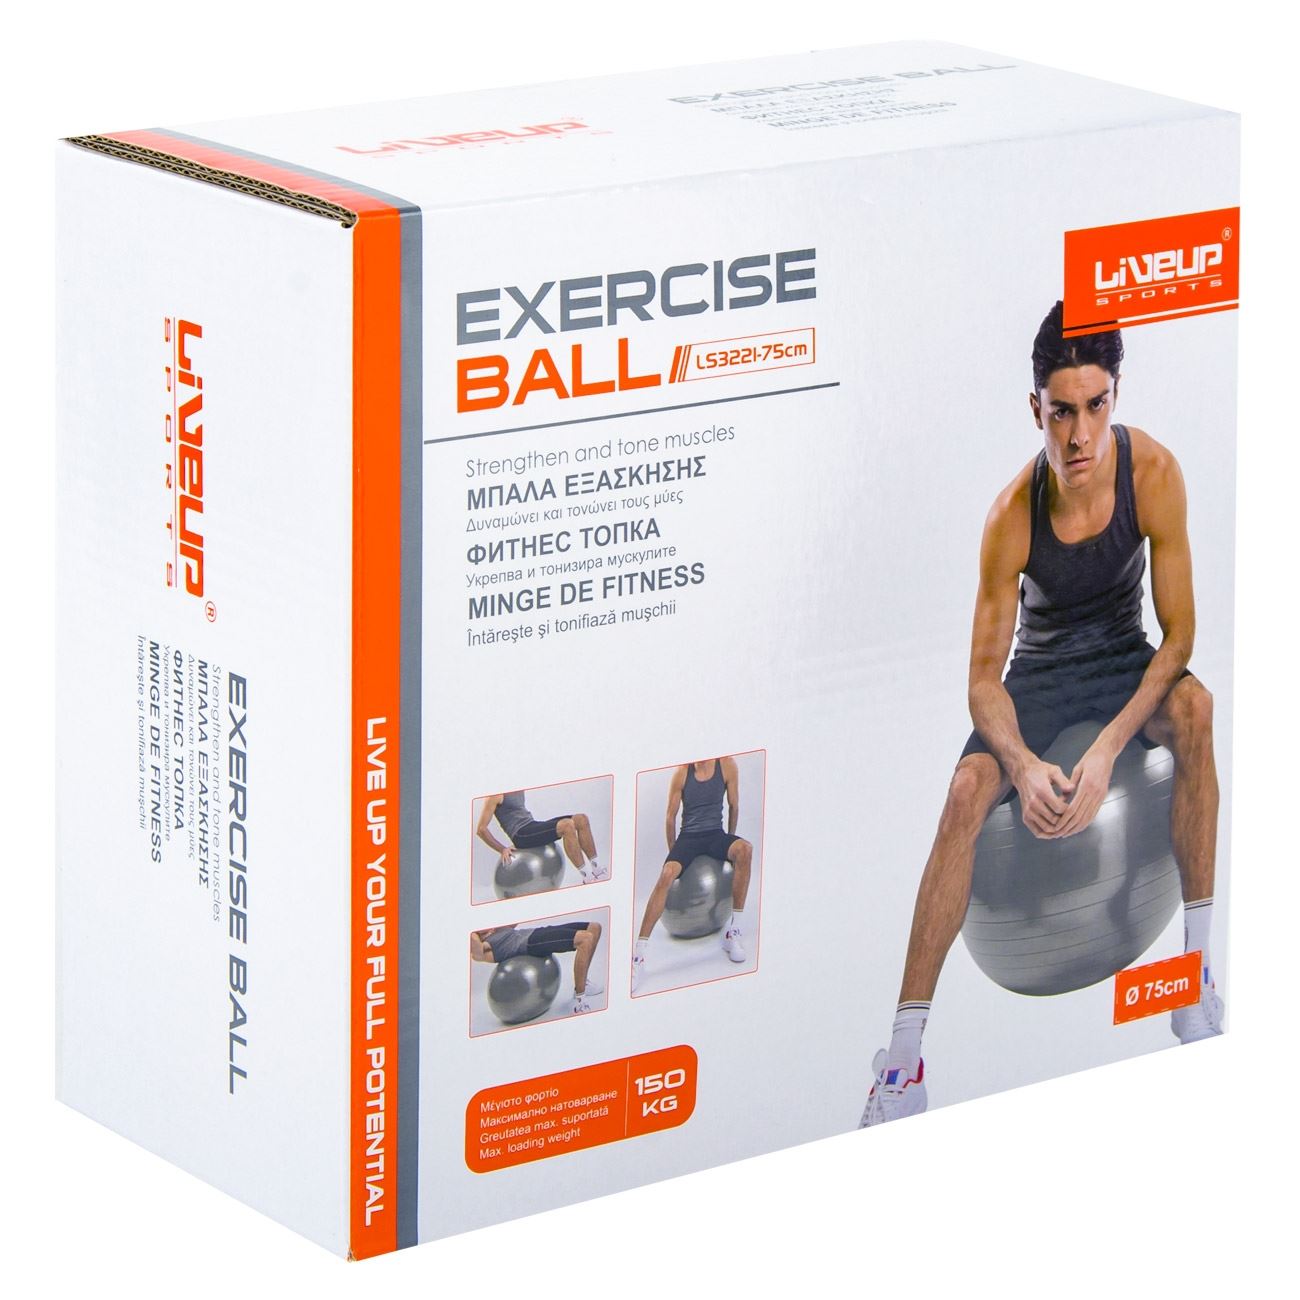 LiVeUP®
SPORTS
EXERCISE BALL
ΜΠΑΛΑ ΕΞΑΣΚΗΣΗΣ
ФИТНЕС ТОПКА
MINGE DE FITNESS
EXERCISE
BALL LS3221-75cm
Strengthen and tone muscles
ΜΠΑΛΑ ΕΞΑΣΚΗΣΗΣ
Δυναμώνει και τονώνει τους μύες
ФИТНЕС ТОПКА
Укрепва и тонизира мускулите
MINGE DE FITNESS
Întăreşte şi tonifiază muşchii
LiVeUP®
SPORTS
Ø 75cm
Μέγιστο φορτίο
Максимално натоварване
Greutatea max. suportată
Max. loading weight
150
KG
LIVE UP YOUR FULL POTENTIAL
LiVeUP®
SPORTS
EXERCISE BALL
Strengthen and tone muscles
ΜΠΑΛΑ ΕΞΑΣΚΗΣΗΣ
Δυναμώνει και τονώνει τους μύες
ФИТНЕС ТОПКА
Укрепва и тонизира мускулите
MINGE DE FITNESS
Întăreşte şi tonifiază muşchii